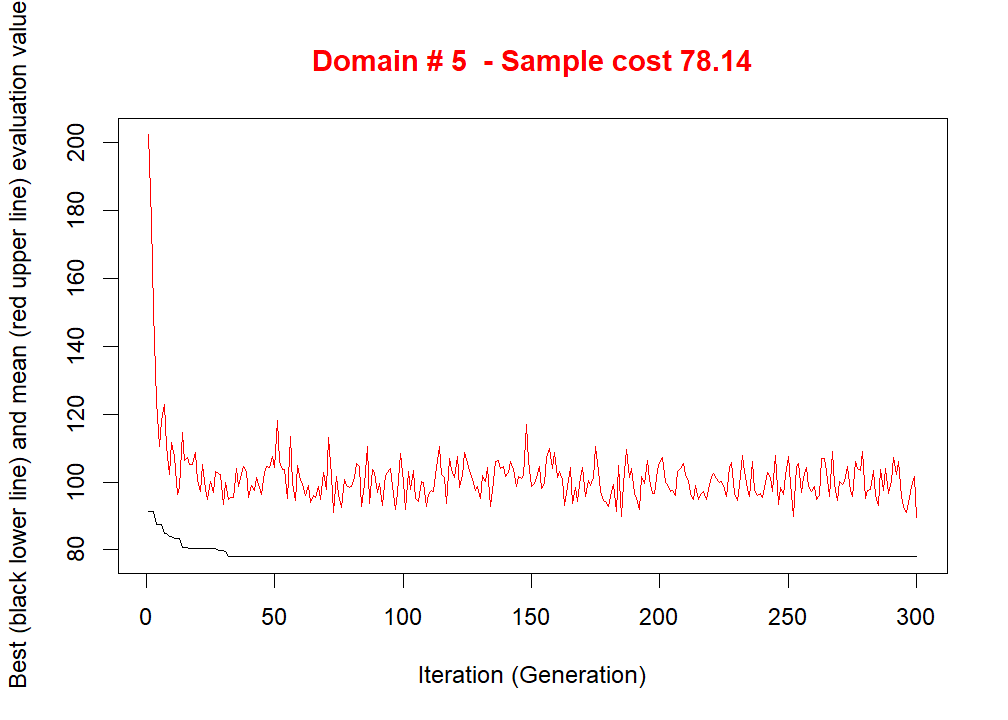 Domain # 5  - Sample cost 78.14
Best (black lower line) and mean (red upper line) evaluation value
200
180
160
140
120
100
80
0 50 100 150 200 250 300
Iteration (Generation)